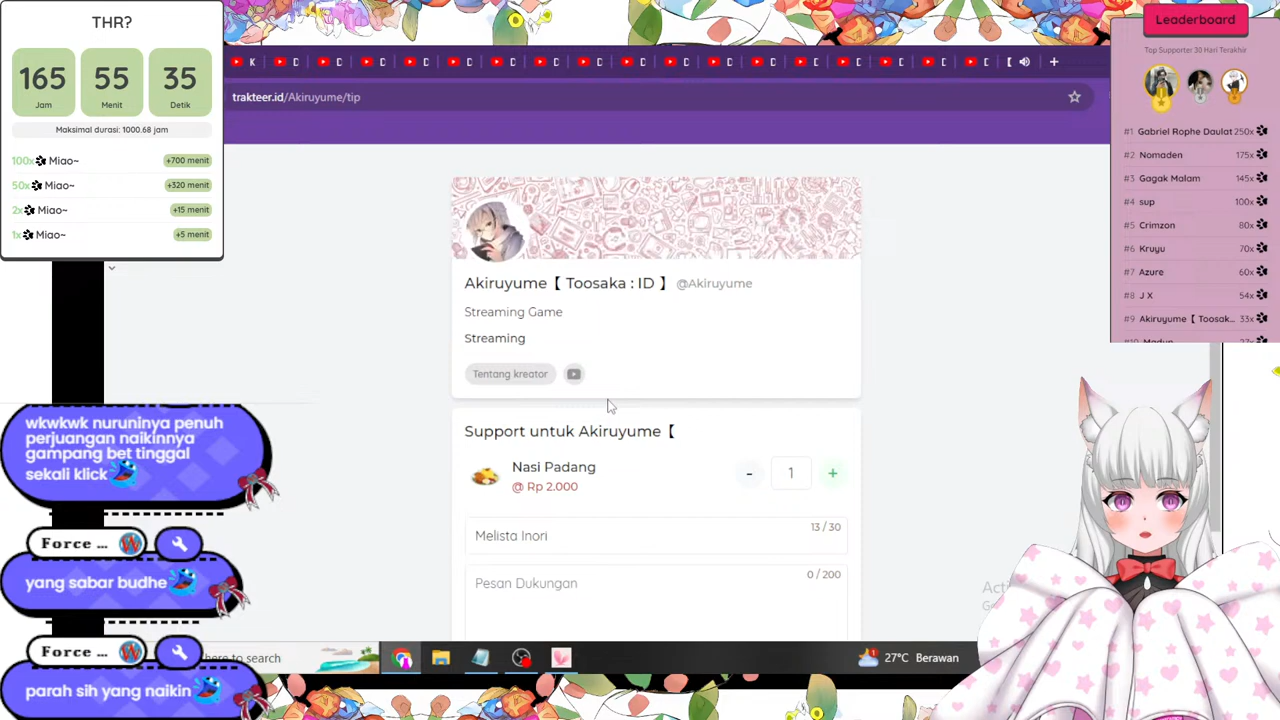 THR?
165
55
35
Jam
Menit
Detik
Maksimal durasi: 1000.68 jam
100x Miao~ +700 menit
50x Miao~ +320 menit
2x Miao~ +15 menit
1x Miao~ +5 menit
trakteer.id/Akiruyume/tip
Leaderboard
Top Supporter 30 Hari Terakhir
#1 Gabriel Rophe Daulat 250x
#2 Nomaden 175x
#3 Gagak Malam 145x
#4 sup 100x
#5 Crimzon 80x
#6 Kruyu 70x
#7 Azure 60x
#8 J X 54x
#9 Akiruyume【 Toosak... 33x
Akiruyume【 Toosaka : ID 】 @Akiruyume
Streaming Game
Streaming
Tentang kreator
Support untuk Akiruyume【
Nasi Padang
@ Rp 2.000
- 1 +
13 / 30
Melista Inori
0 / 200
Pesan Dukungan
wkwkwk nuruninya penuh
perjuangan naikinnya
gampang bet tinggal
sekali klick
Force ...
yang sabar budhe
Force ...
parah sih yang naikin
here to search
27°C Berawan